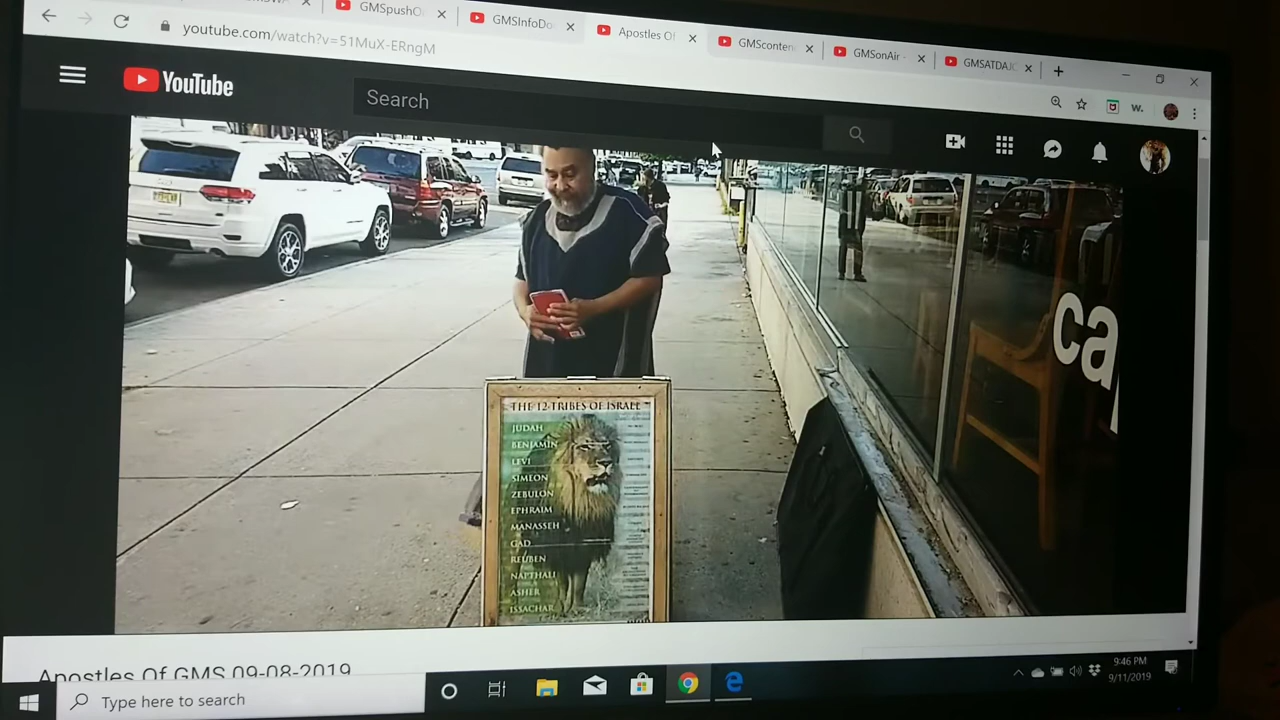 GMSpushO
GMSInfoDo
Apostles Of
GMSconten
GMSonAir -
GMSATDAJC
youtube.com/watch?v=51MuX-ERngM
w.
YouTube
Search
ca
THE 12 TRIBES OF ISRAEL
JUDAH
BENJAMIN
LEVI
SIMEON
ZEBULON
EPHRAIM
MANASSEH
GAD
REUBEN
NAPTHALI
ASHER
ISSACHAR
Apostles Of GMS 09-08-2019
Type here to search
9:46 PM
9/11/2019